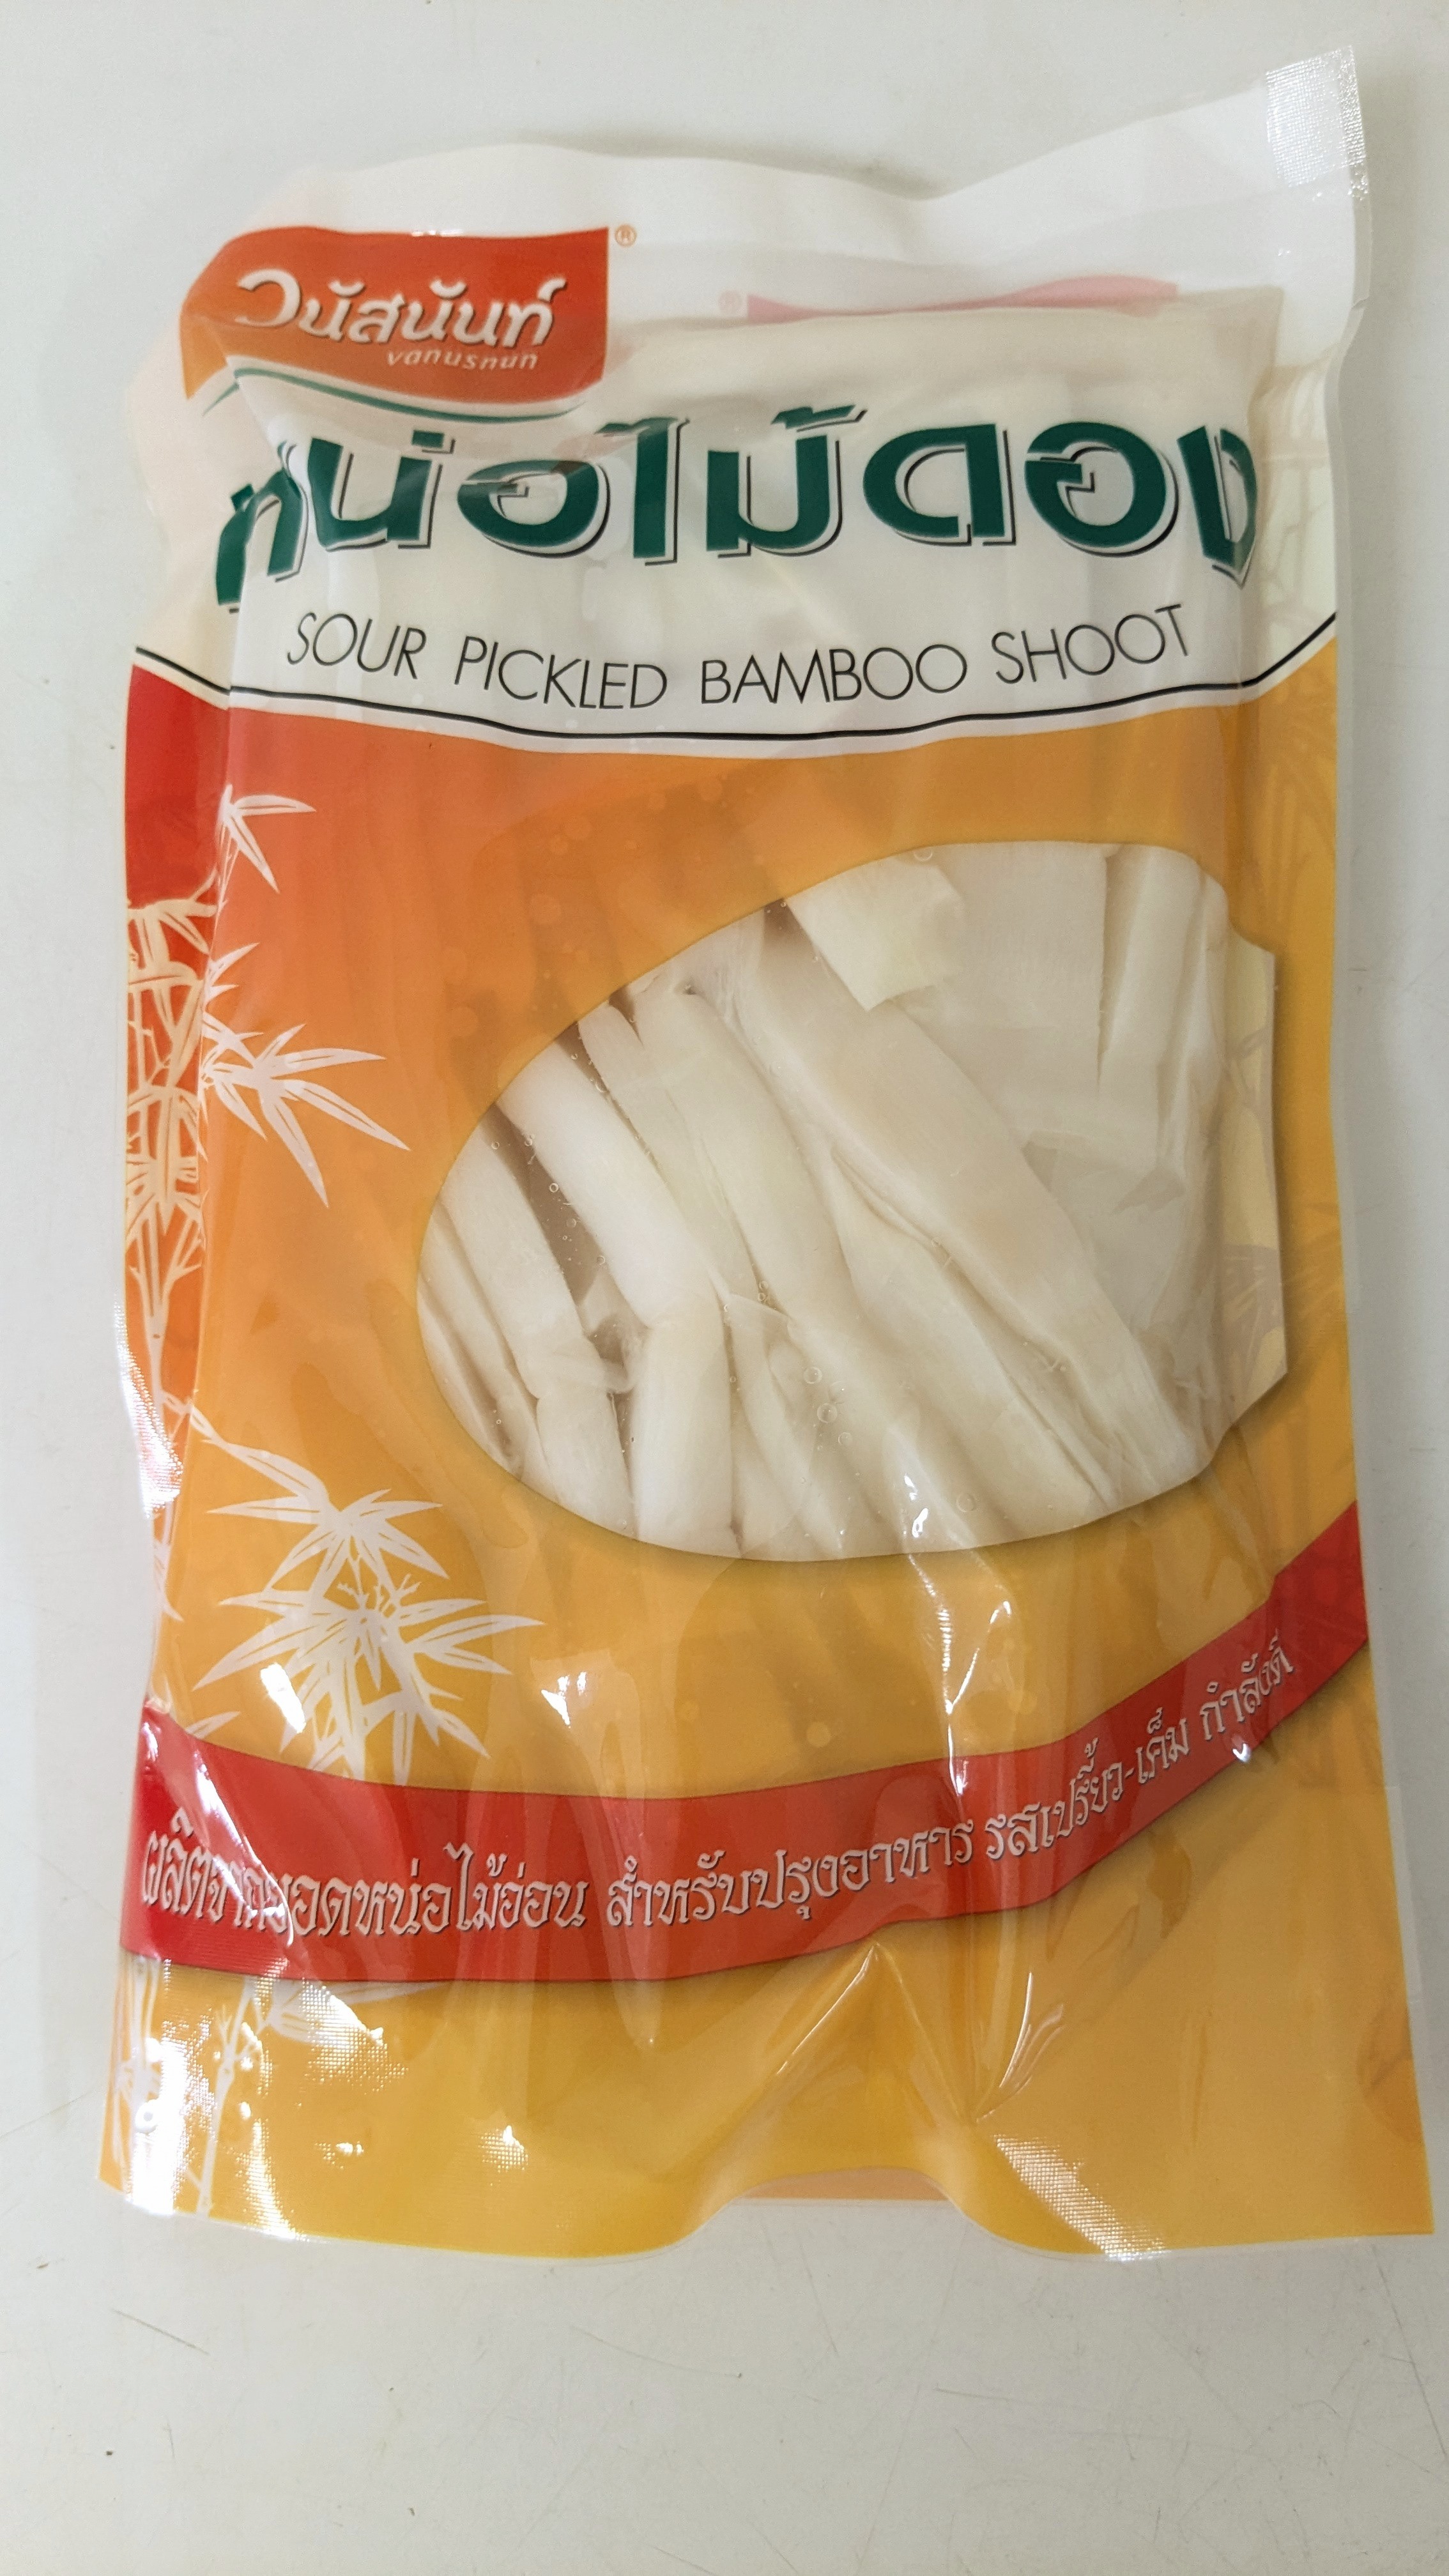 วนัสนันท์ ®
vanusnun
หน่อไม้ดอง
SOUR PICKLED BAMBOO SHOOT
ผลิตจากยอดหน่อไม้อ่อน สำหรับปรุงอาหาร รสเปรี้ยว-เค็ม กำลังดี